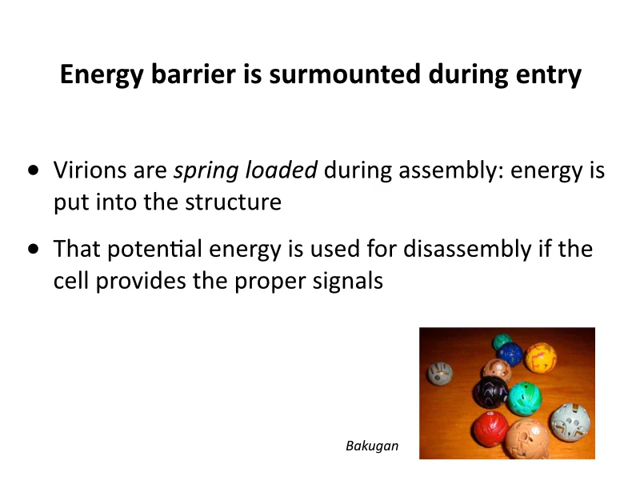 Energy barrier is surmounted during entry
• Virions are spring loaded during assembly: energy is
put into the structure
• That potential energy is used for disassembly if the
cell provides the proper signals
Bakugan